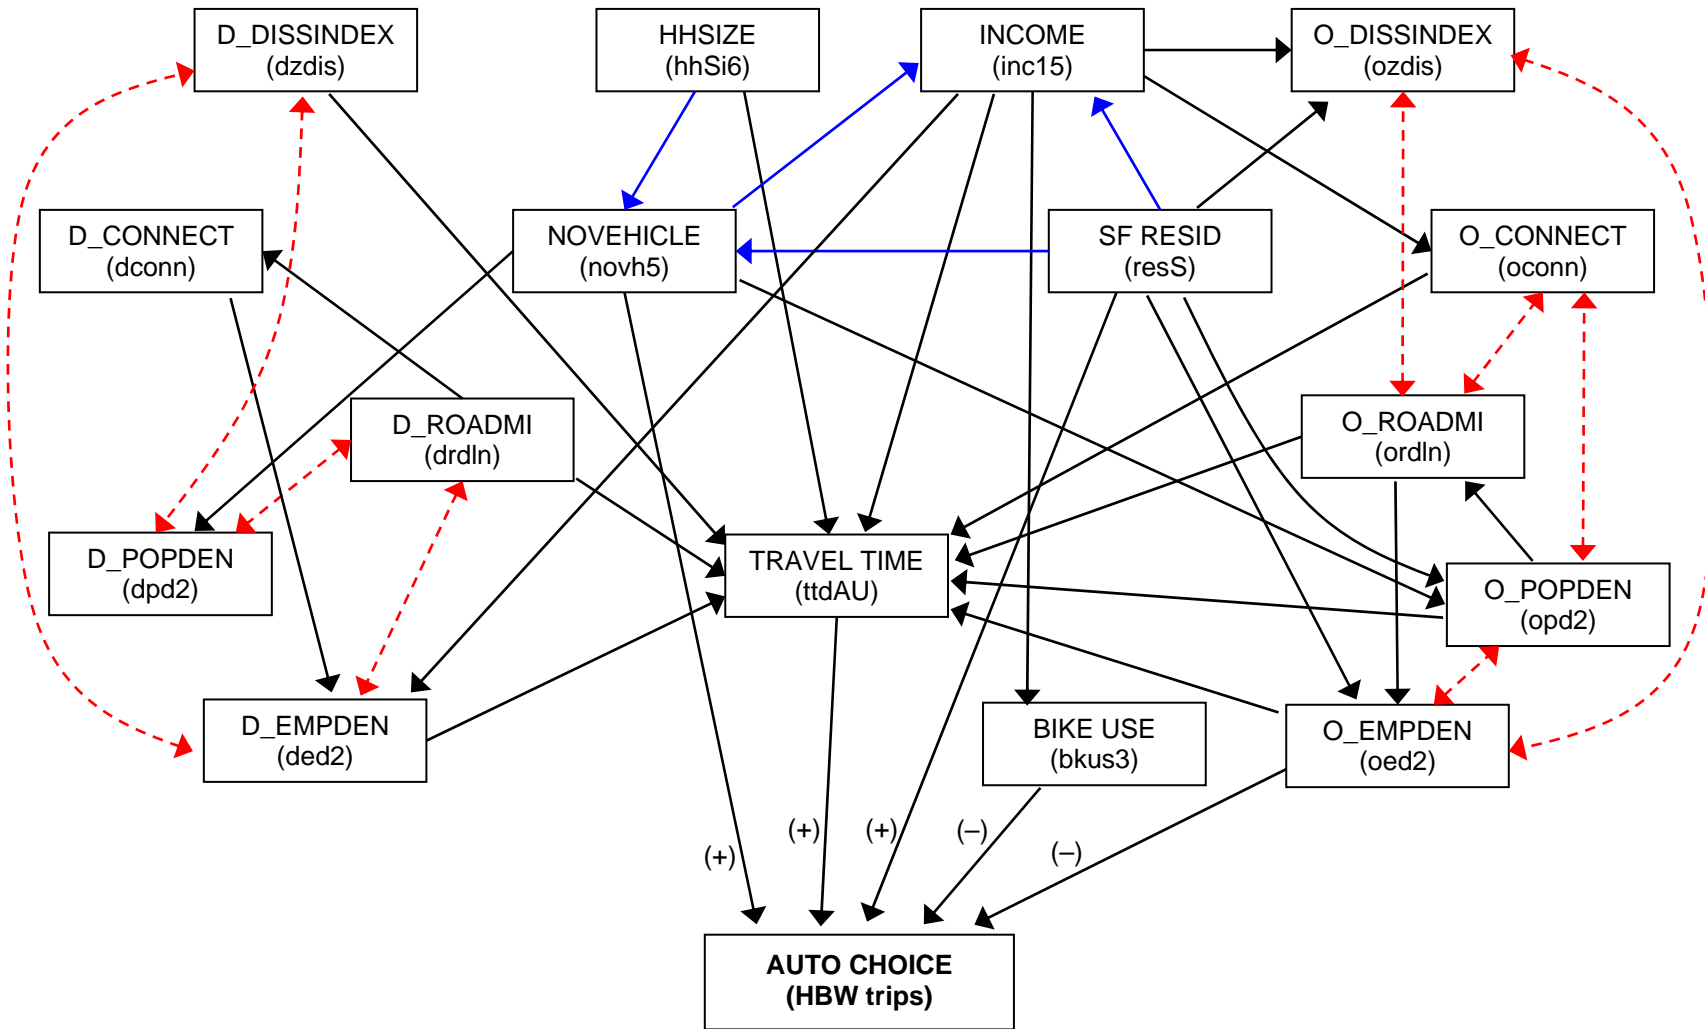 D_DISSINDEX
(dzdis)
HHSIZE
(hhSi6)
INCOME
(inc15)
O_DISSINDEX
(ozdis)
D_CONNECT
(dconn)
NOVEHICLE
(novh5)
SF RESID
(resS)
O_CONNECT
(oconn)
D_ROADMI
(drdln)
O_ROADMI
(ordln)
D_POPDEN
(dpd2)
TRAVEL TIME
(ttdAU)
O_POPDEN
(opd2)
D_EMPDEN
(ded2)
BIKE USE
(bkus3)
O_EMPDEN
(oed2)
(+)
(+)
(+)
(–)
(–)
AUTO CHOICE
(HBW trips)